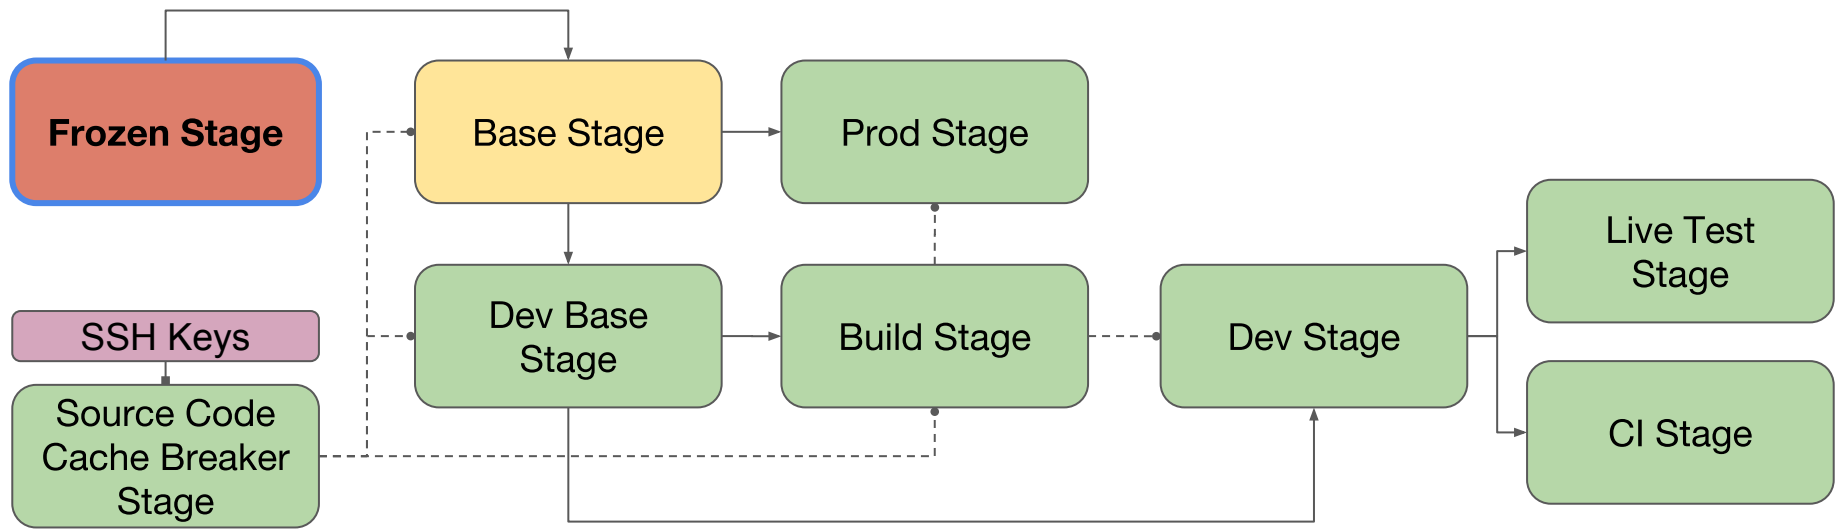 Frozen Stage
Base Stage
Prod Stage
Live Test
Stage
SSH Keys
Dev Base
Stage
Build Stage
Dev Stage
Source Code
Cache Breaker
Stage
CI Stage